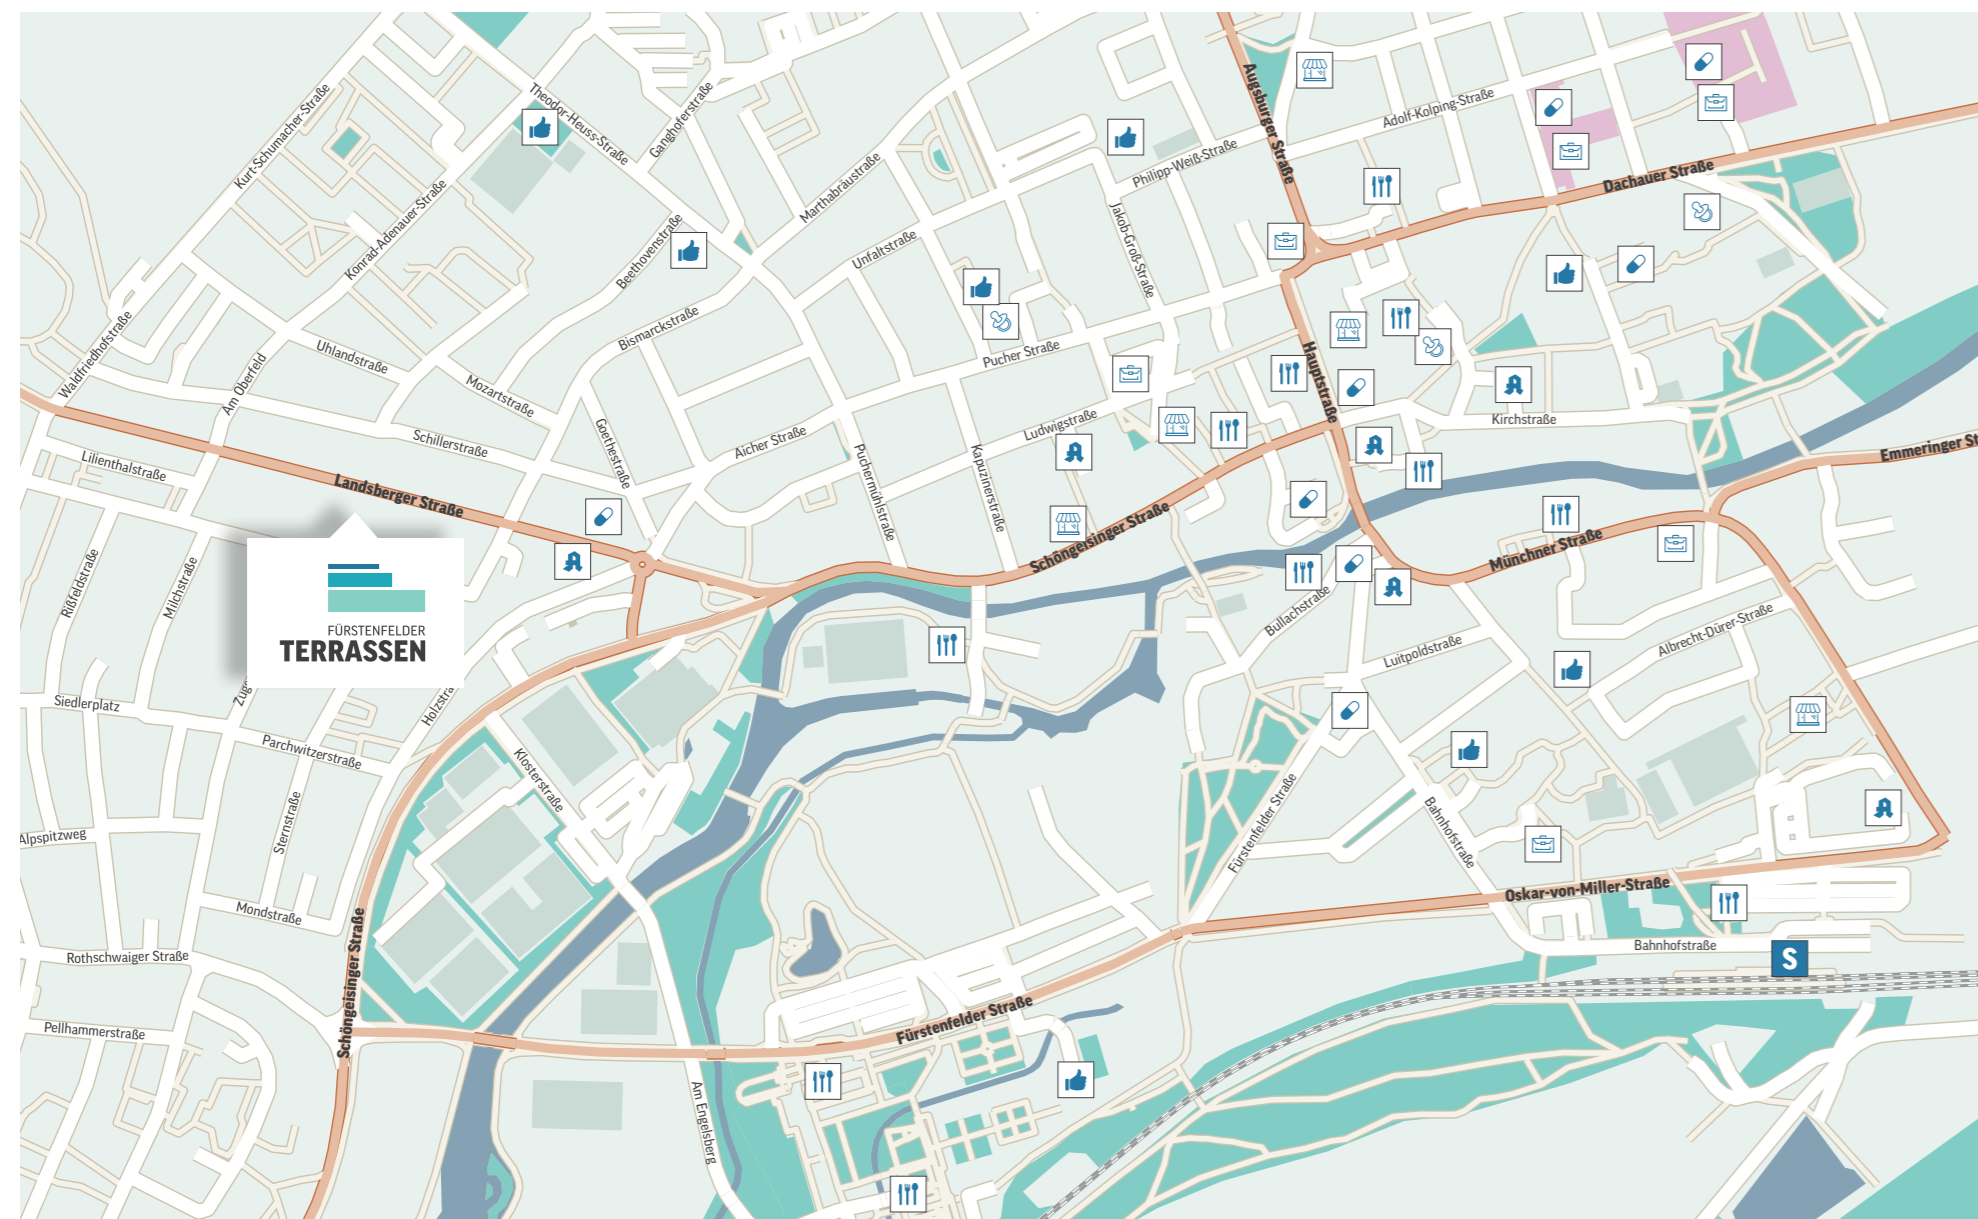 Theodor-Heuss-Straße
Kurt-Schumacher-Straße
Ganghoferstraße
Augsburger Straße
Adolf-Kolping-Straße
Konrad-Adenauer-Straße
Marthabräustraße
Philipp-Weiß-Straße
Dachauer Straße
Beethovenstraße
Unfaltstraße
Jakob-Groß-Straße
Waldfriedhofstraße
Bismarckstraße
Uhlandstraße
Pucher Straße
Hauptstraße
Am Oberfeld
Mozartstraße
Ludwigstraße
Kirchstraße
Schillerstraße
Goethestraße
Aicher Straße
Puchermühlstraße
Kapuzinerstraße
Emmeringer St
Lilienthalstraße
Landsberger Straße
Schöngeisinger Straße
Münchner Straße
Rißfeldstraße
Milchstraße
FÜRSTENFELDER
TERRASSEN
Bullachstraße
Luitpoldstraße
Albrecht-Dürer-Straße
Siedlerplatz
Zug
Holzstra
Parchwitzerstraße
Klosterstraße
Sternstraße
Alpspitzweg
Fürstenfelder Straße
Bahnhofstraße
Oskar-von-Miller-Straße
Mondstraße
Bahnhofstraße
S
Rothschwaiger Straße
Schöngeisinger Straße
Pellhammerstraße
Fürstenfelder Straße
Am Engelsberg